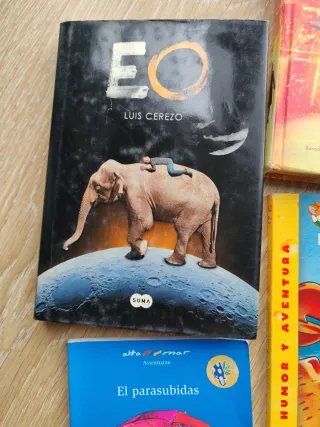 EO
LUIS CEREZO
SUMA
alta mar
Aventuras
El parasubidas
HUMOR Y AVENTURA